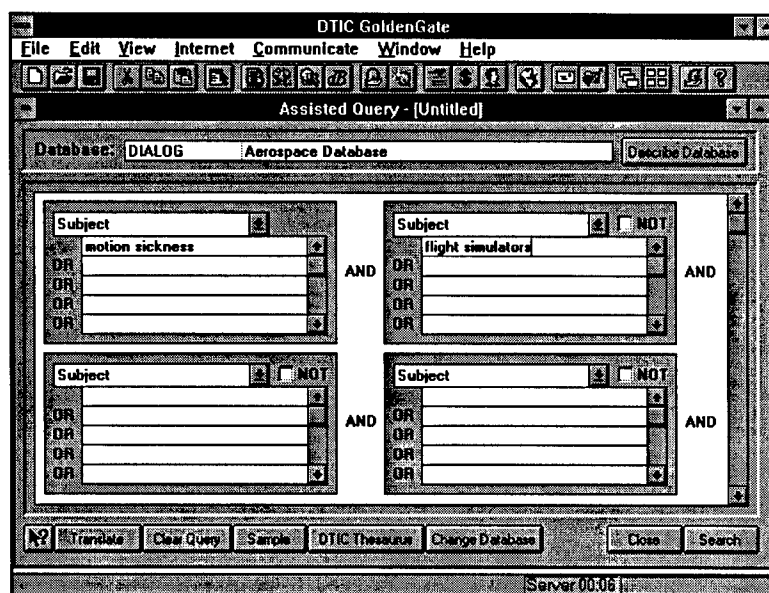 DTIC GoldenGate
File Edit View Internet Communicate Window Help
Assisted Query - [Untitled]
Database: DIALOG Aerospace Database Describe Database
Subject Subject NOT
motion sickness AND flight simulators AND
OR OR
OR OR
OR OR
OR OR
Subject NOT Subject NOT
AND AND
OR OR
OR OR
OR OR
OR OR
Translate Clear Query Sample DTIC Thesaurus Change Database Close Search
Server 00:06